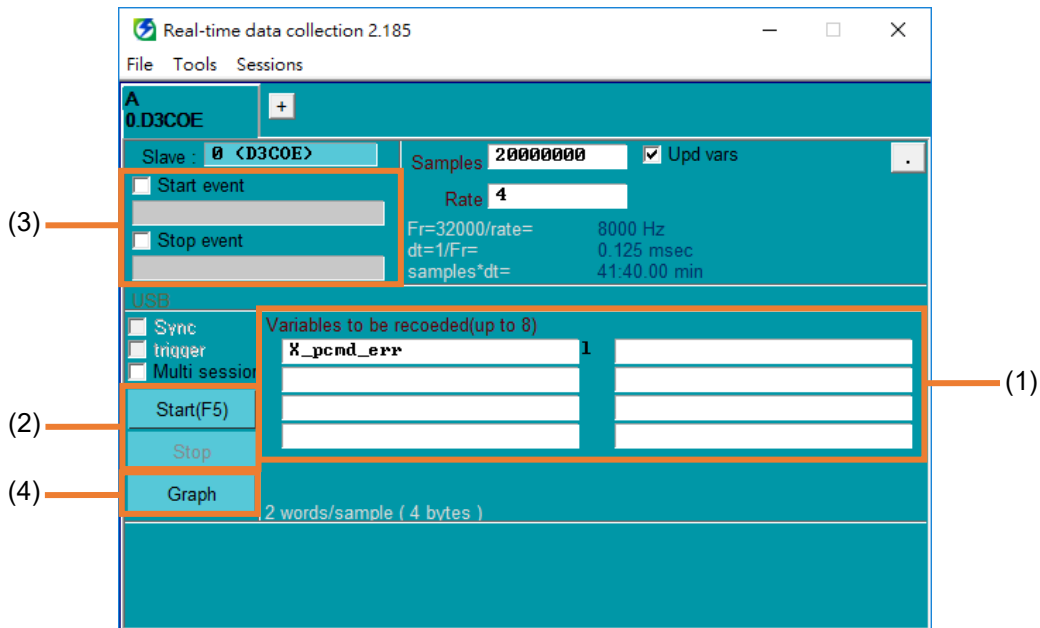 Real-time data collection 2.185
File Tools Sessions
A
0.D3COE
+
Slave : 0 (D3COE)
Samples 20000000
Upd vars
.
Start event
Rate 4
(3)
Stop event
Fr=32000/rate= 8000 Hz
dt=1/Fr= 0.125 msec
samples*dt= 41:40.00 min
USB
Sync
Variables to be recoeded(up to 8)
trigger
X_pcmd_err 1
Multi session
(1)
Start(F5)
(2)
Stop
(4)
Graph
2 words/sample ( 4 bytes )